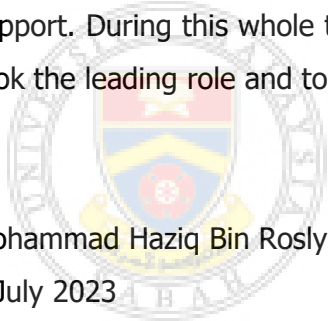 pport. During this whole t
ok the leading role and to
ohammad Haziq Bin Rosly
July 2023